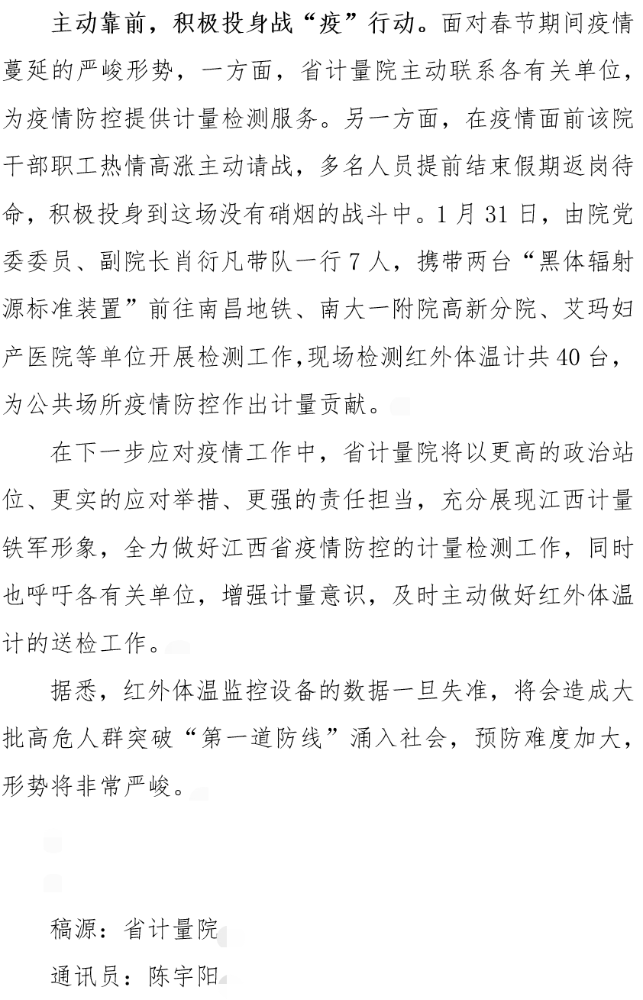 主动靠前，积极投身战“疫”行动。面对春节期间疫情
蔓延的严峻形势，一方面，省计量院主动联系各有关单位，
为疫情防控提供计量检测服务。另一方面，在疫情面前该院
干部职工热情高涨主动请战，多名人员提前结束假期返岗待
命，积极投身到这场没有硝烟的战斗中。1 月 31 日，由院党
委委员、副院长肖衍凡带队一行 7 人，携带两台“黑体辐射
源标准装置”前往南昌地铁、南大一附院高新分院、艾玛妇
产医院等单位开展检测工作,现场检测红外体温计共 40 台，
为公共场所疫情防控作出计量贡献。
在下一步应对疫情工作中，省计量院将以更高的政治站
位、更实的应对举措、更强的责任担当，充分展现江西计量
铁军形象，全力做好江西省疫情防控的计量检测工作，同时
也呼吁各有关单位，增强计量意识，及时主动做好红外体温
计的送检工作。
据悉，红外体温监控设备的数据一旦失准，将会造成大
批高危人群突破“第一道防线”涌入社会，预防难度加大，
形势将非常严峻。
稿源：省计量院
通讯员：陈宇阳